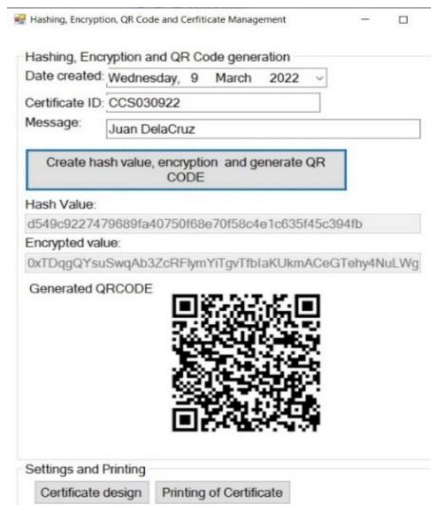 Hashing, Encryption, QR Code and Cerfiticate Management
Hashing, Encryption and QR Code generation
Date created: Wednesday, 9 March 2022
Certificate ID: CCS030922
Message: Juan DelaCruz
Create hash value, encryption and generate QR
CODE
Hash Value:
d549c9227479689fa40750f68e70f58c4e1c635f45c394fb
Encrypted value:
0xTDqgQYsuSwqAb3ZcRFlymYiTgvTfbIaKUkmACeGTehy4NuLWg
Generated QRCODE
Settings and Printing
Certificate design Printing of Certificate